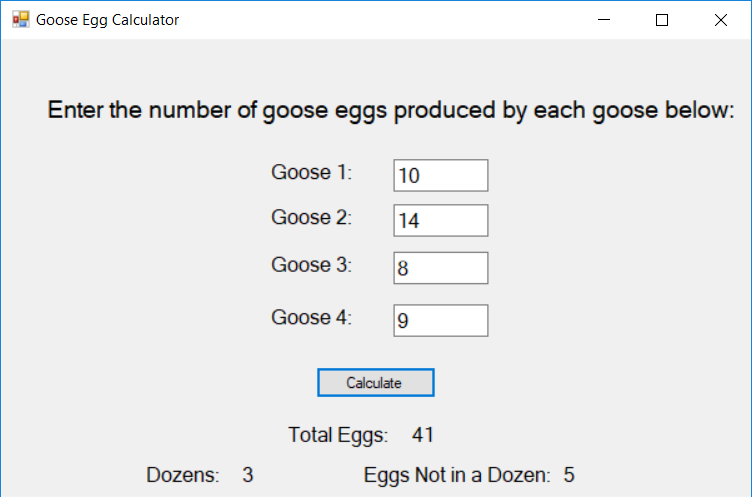 Goose Egg Calculator
Enter the number of goose eggs produced by each goose below:
Goose 1: 10
Goose 2: 14
Goose 3: 8
Goose 4: 9
Calculate
Total Eggs: 41
Dozens: 3 Eggs Not in a Dozen: 5